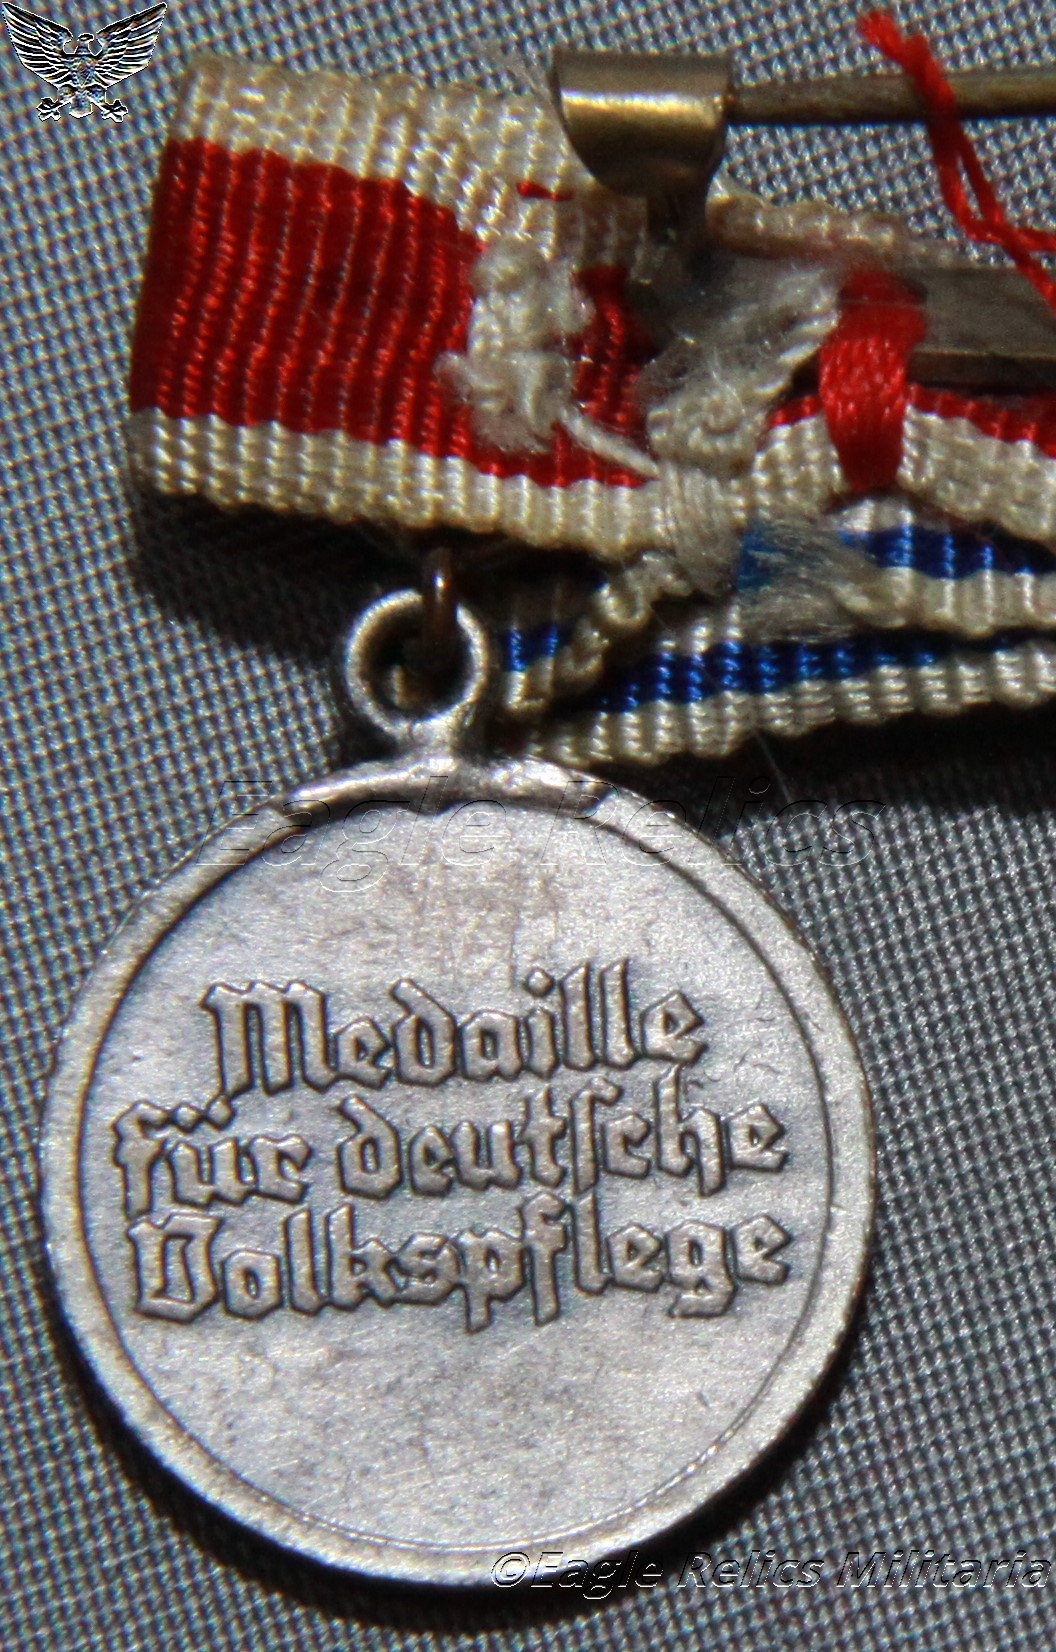 Eagle Relics
Medaille
für deutſche
Volkspflege
©Eagle Relics Militaria